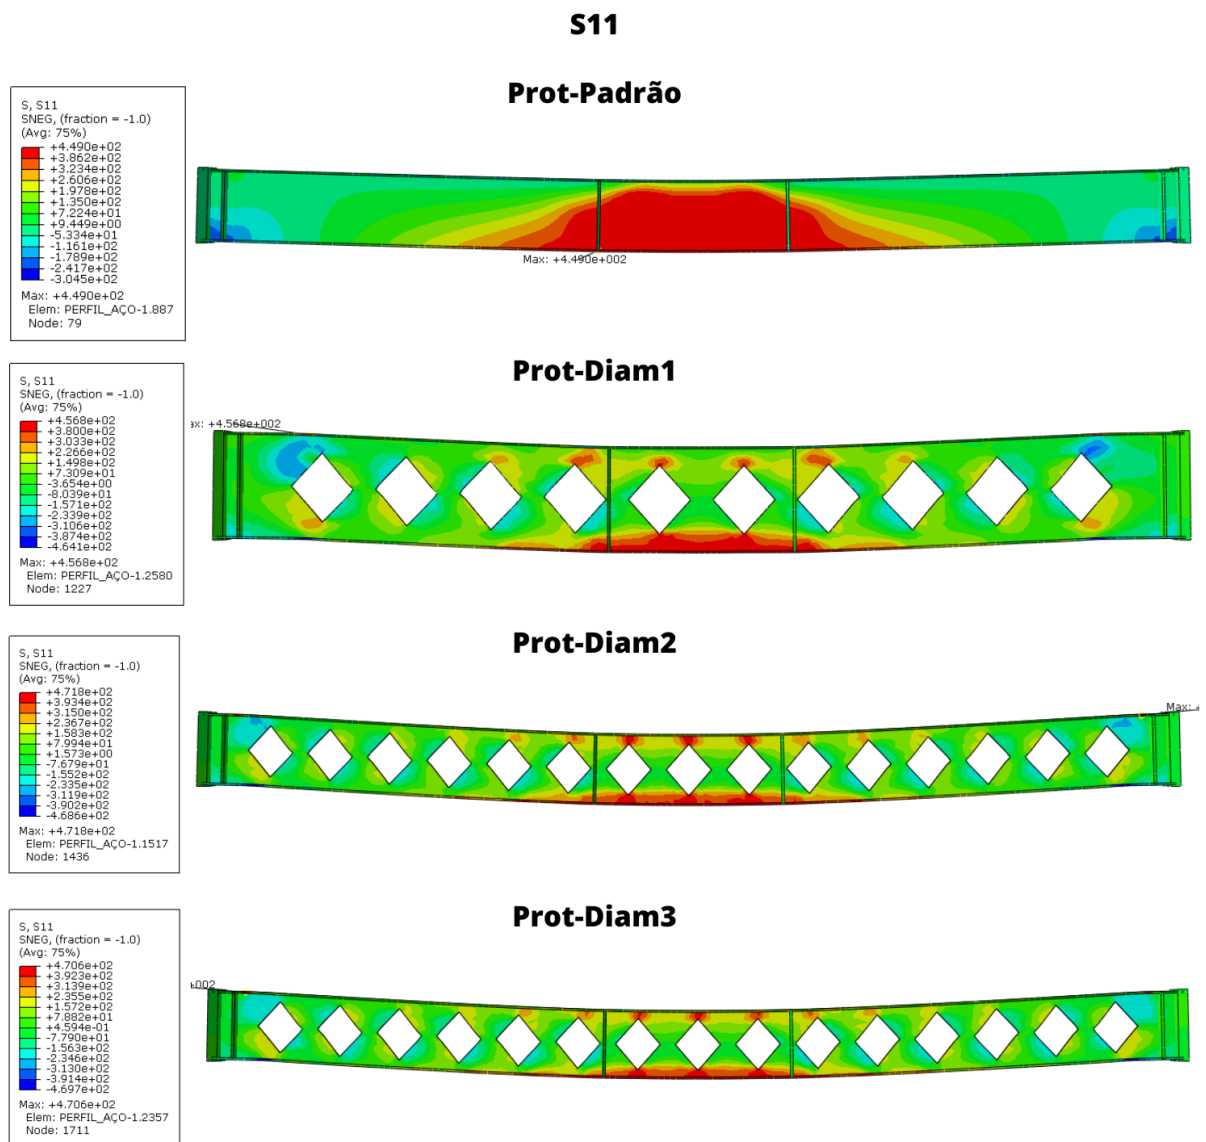 S11
Prot-Padrão
S, S11
SNEG, (fraction = -1.0)
(Avg: 75%)
+4.490e+02
+3.862e+02
+3.234e+02
+2.606e+02
+1.978e+02
+1.350e+02
+7.224e+01
+9.449e+00
-5.334e+01
-1.161e+02
-1.789e+02
-2.417e+02
-3.045e+02
Max: +4.490e+02
Elem: PERFIL_AÇO-1.887
Node: 79
Max: +4.490e+002
Prot-Diam1
S, S11
SNEG, (fraction = -1.0)
(Avg: 75%)
+4.568e+02
+3.800e+02
+3.033e+02
+2.266e+02
+1.498e+02
+7.309e+01
-3.654e+00
-8.039e+01
-1.571e+02
-2.339e+02
-3.106e+02
-3.874e+02
-4.641e+02
Max: +4.568e+02
Elem: PERFIL_AÇO-1.2580
Node: 1227
ax: +4.568e+002
Prot-Diam2
S, S11
SNEG, (fraction = -1.0)
(Avg: 75%)
+4.718e+02
+3.934e+02
+3.150e+02
+2.367e+02
+1.583e+02
+7.994e+01
+1.573e+00
-7.679e+01
-1.552e+02
-2.335e+02
-3.119e+02
-3.902e+02
-4.686e+02
Max: +4.718e+02
Elem: PERFIL_AÇO-1.1517
Node: 1436
Max:
Prot-Diam3
S, S11
SNEG, (fraction = -1.0)
(Avg: 75%)
+4.706e+02
+3.923e+02
+3.139e+02
+2.355e+02
+1.572e+02
+7.882e+01
+4.594e-01
-7.790e+01
-1.563e+02
-2.346e+02
-3.130e+02
-3.914e+02
-4.697e+02
Max: +4.706e+02
Elem: PERFIL_AÇO-1.2357
Node: 1711
+002